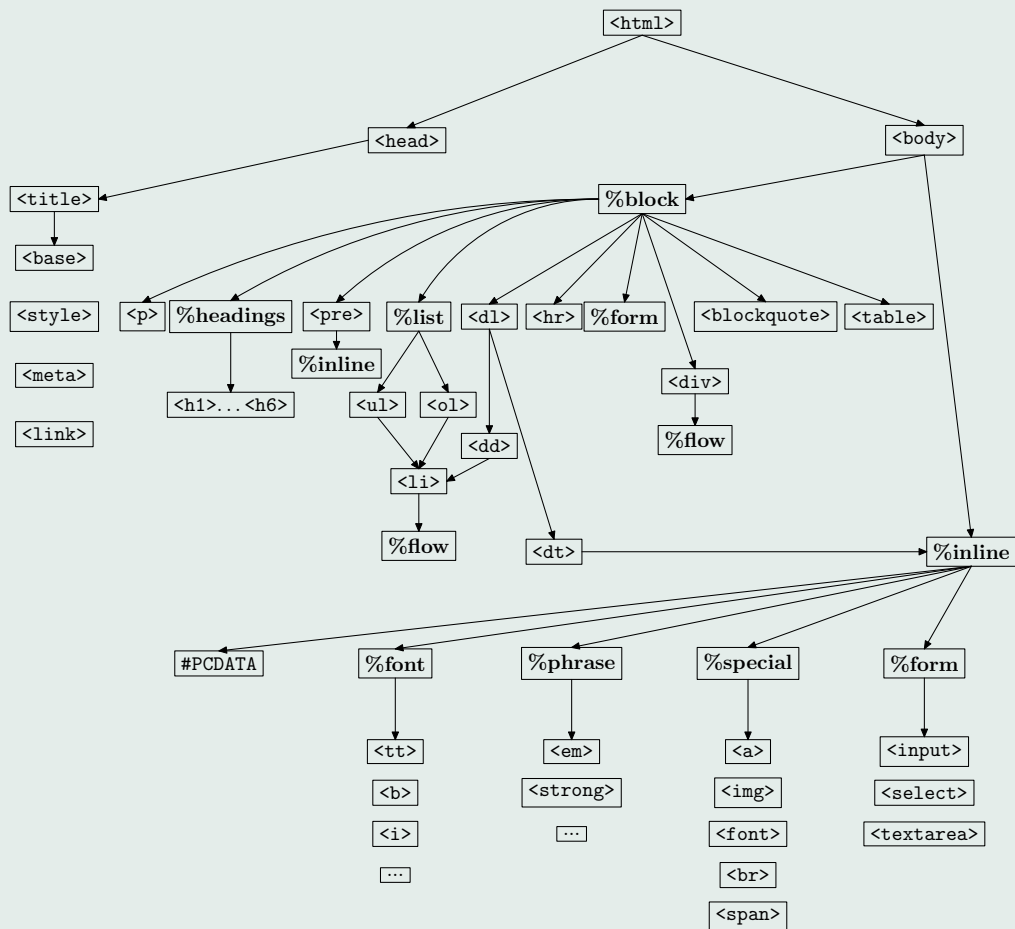 <html>
<head>
<body>
<title>
%block
<base>
<style>
<p>
%headings
<pre>
%list
<dl>
<hr>
%form
<blockquote>
<table>
%inline
<meta>
<div>
<h1>...<h6>
<ul>
<ol>
<link>
<dd>
%flow
<li>
%flow
<dt>
%inline
#PCDATA
%font
%phrase
%special
%form
<tt>
<em>
<a>
<input>
<b>
<strong>
<img>
<select>
<i>
...
<font>
<textarea>
...
<br>
<span>